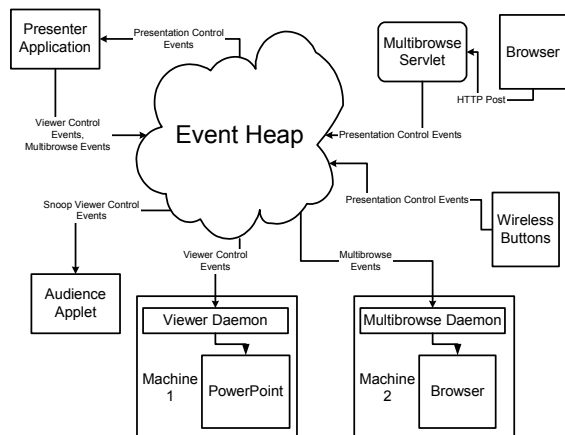 Presenter
Application
Presentation Control
Events
Multibrowse
Servlet
Browser
HTTP Post
Viewer Control
Events,
Multibrowse Events
Event Heap
Presentation Control Events
Presentation Control Events
Snoop Viewer Control
Events
Wireless
Buttons
Viewer Control
Events
Multibrowse
Events
Audience
Applet
Viewer Daemon
Multibrowse Daemon
Machine
1
PowerPoint
Machine
2
Browser